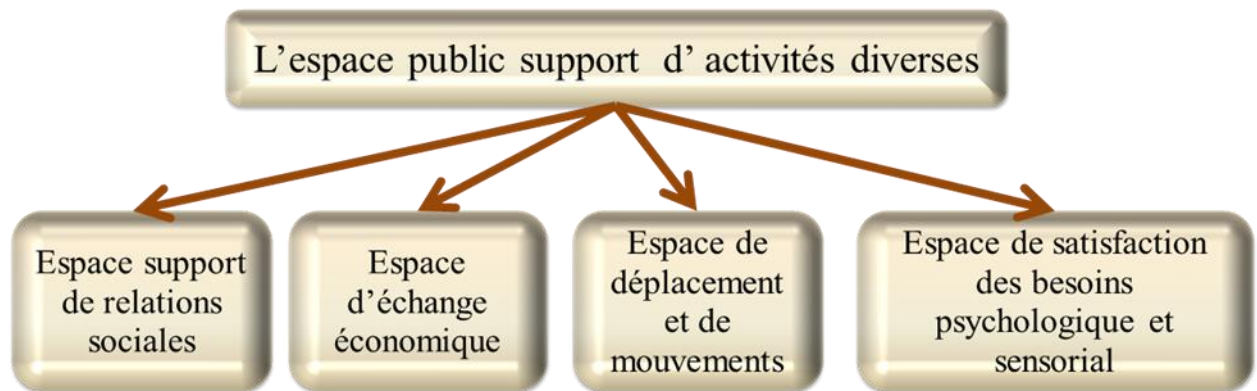 L’espace public support d’ activités diverses
Espace support
de relations
sociales
Espace
d’échange
économique
Espace de
déplacement
et de
mouvements
Espace de satisfaction
des besoins
psychologique et
sensorial